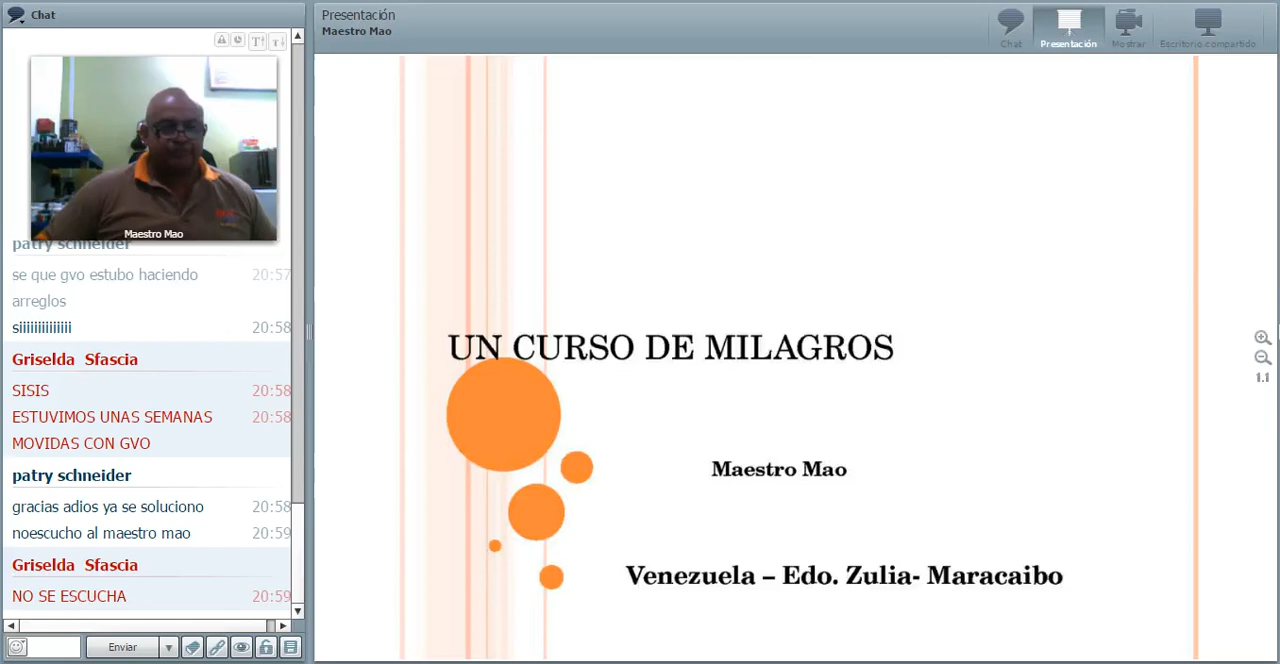 Chat
Maestro Mao
patry schneider
se que gvo estubo haciendo 20:57
arreglos
siiiiiiiiiiiii 20:58
Griselda Sfascia
SISIS 20:58
ESTUVIMOS UNAS SEMANAS 20:58
MOVIDAS CON GVO
patry schneider
gracias adios ya se soluciono 20:58
noescucho al maestro mao 20:59
Griselda Sfascia
NO SE ESCUCHA 20:59
Enviar
Presentación
Maestro Mao
Chat
Presentación
Mostrar
Escritorio compartido
UN CURSO DE MILAGROS
Maestro Mao
Venezuela – Edo. Zulia- Maracaibo
1.1